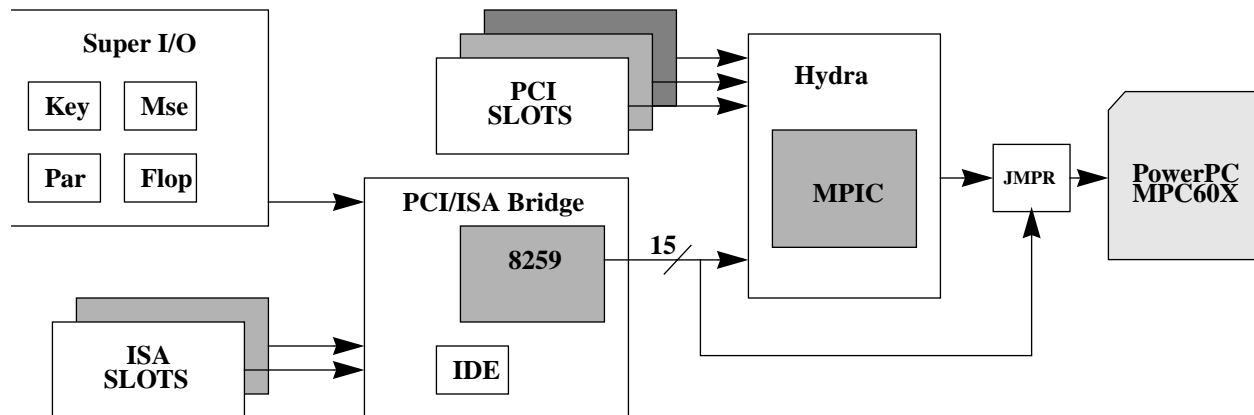 Super I/O
Key
Mse
Par
Flop
PCI
SLOTS
Hydra
MPIC
JMPR
PowerPC
MPC60X
PCI/ISA Bridge
8259
15
IDE
ISA
SLOTS